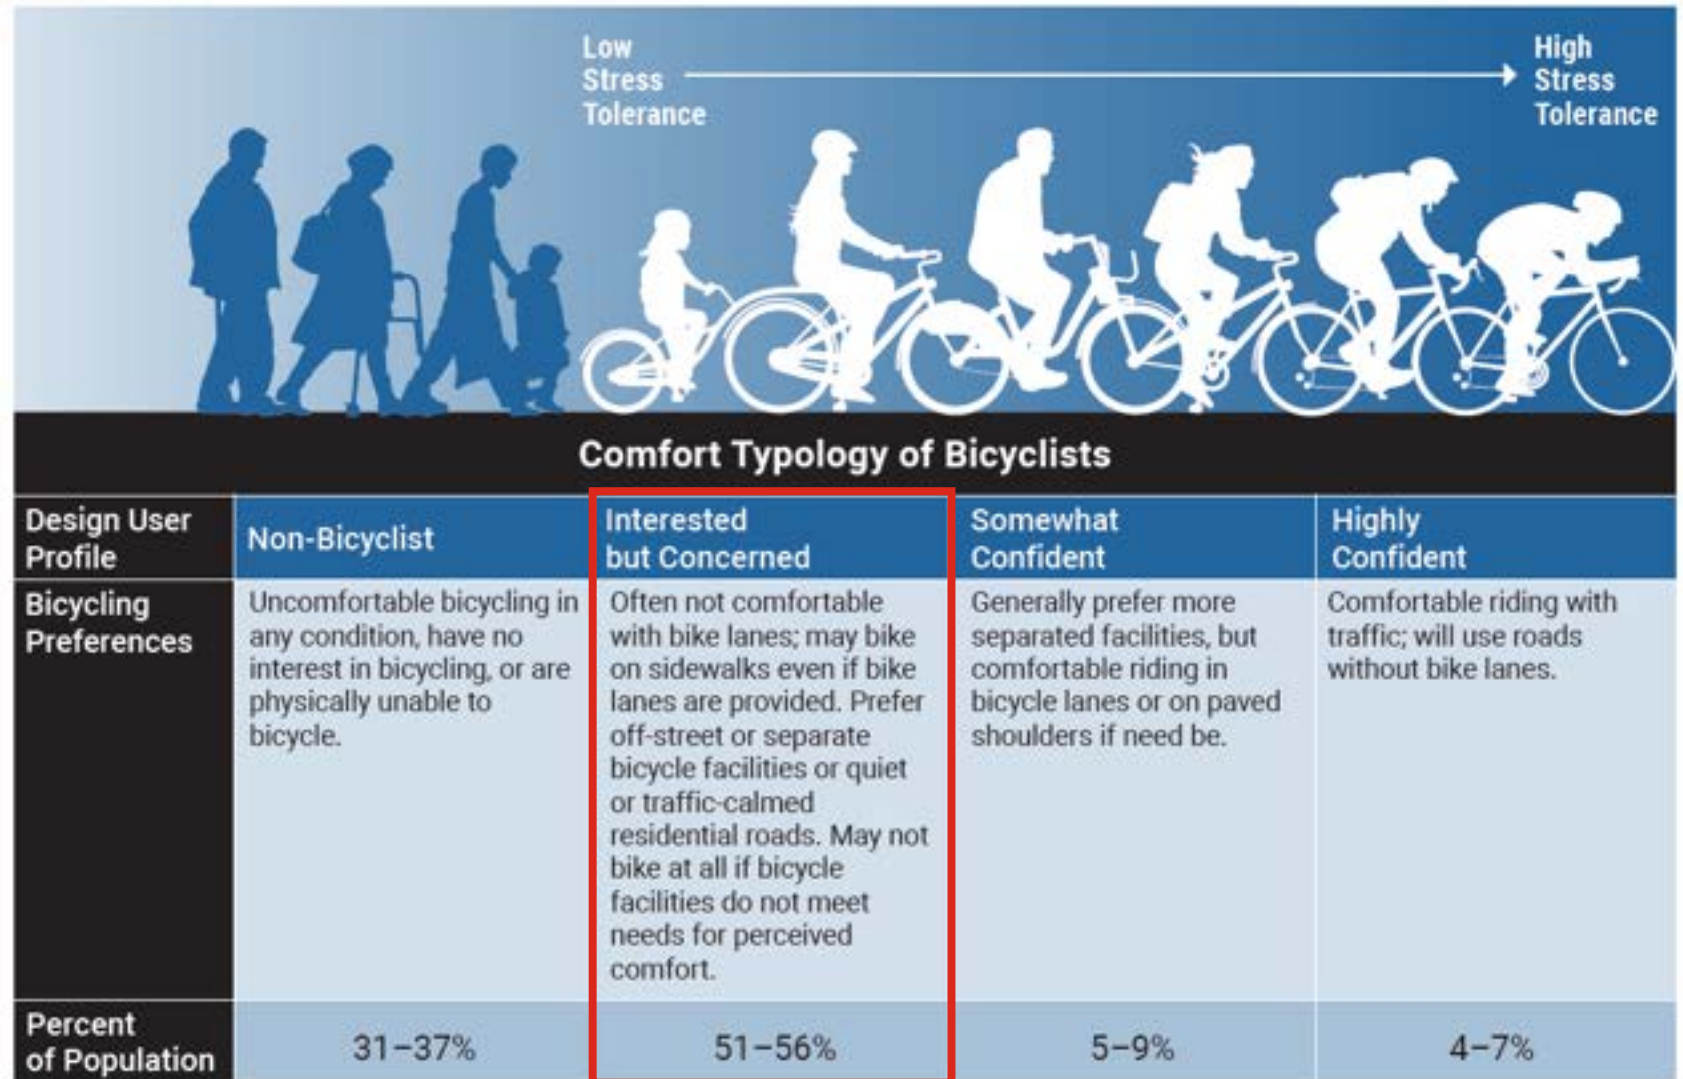 Low
Stress
Tolerance
High
Stress
Tolerance
Comfort Typology of Bicyclists
Design User
Profile
Non-Bicyclist
Interested
but Concerned
Somewhat
Confident
Highly
Confident
Bicycling
Preferences
Uncomfortable bicycling in
any condition, have no
interest in bicycling, or are
physically unable to
bicycle.
Often not comfortable
with bike lanes; may bike
on sidewalks even if bike
lanes are provided. Prefer
off-street or separate
bicycle facilities or quiet
or traffic-calmed
residential roads. May not
bike at all if bicycle
facilities do not meet
needs for perceived
comfort.
Generally prefer more
separated facilities, but
comfortable riding in
bicycle lanes or on paved
shoulders if need be.
Comfortable riding with
traffic; will use roads
without bike lanes.
Percent
of Population
31–37%
51–56%
5–9%
4–7%